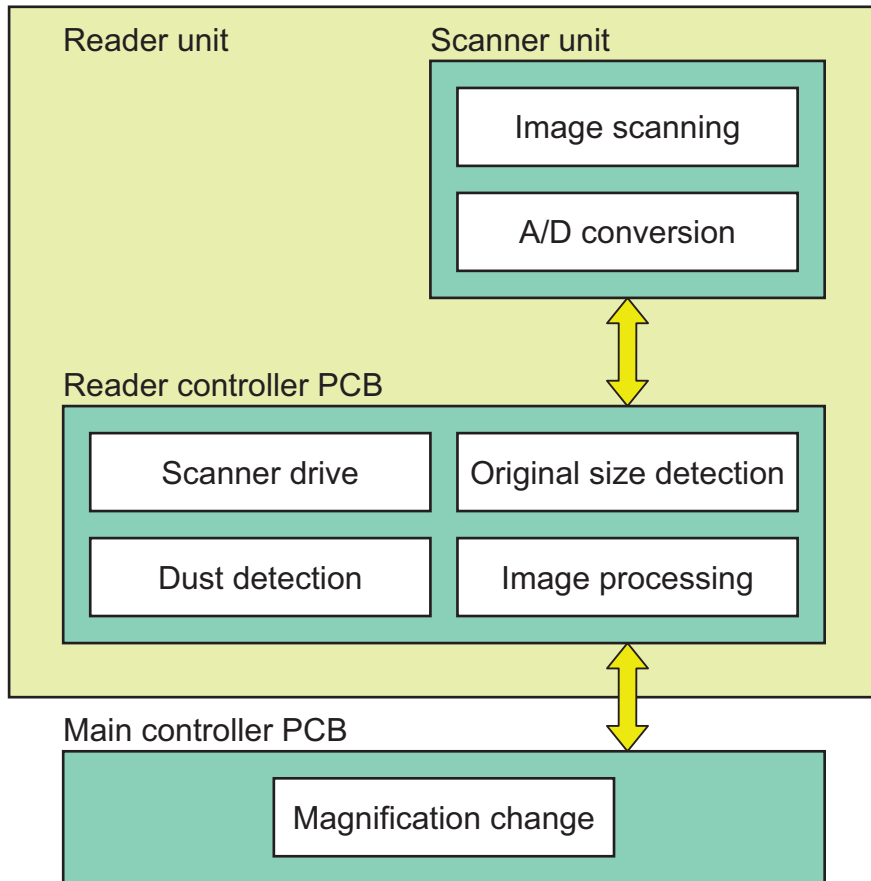 Reader unit
Scanner unit
Image scanning
A/D conversion
Reader controller PCB
Scanner drive
Original size detection
Dust detection
Image processing
Main controller PCB
Magnification change